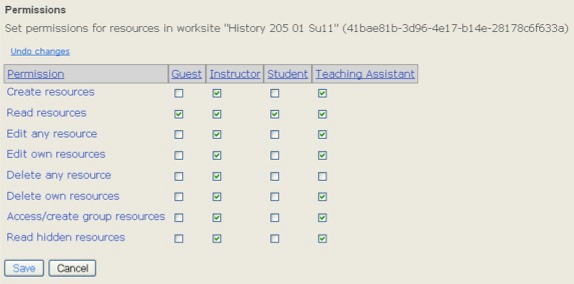 Permissions
Set permissions for resources in worksite "History 205 01 Su11" (41bae81b-3d96-4e17-b14e-28178c6f633a)
Undo changes
Permission Guest Instructor Student Teaching Assistant
Create resources
Read resources
Edit any resource
Edit own resources
Delete any resource
Delete own resources
Access/create group resources
Read hidden resources
Save Cancel